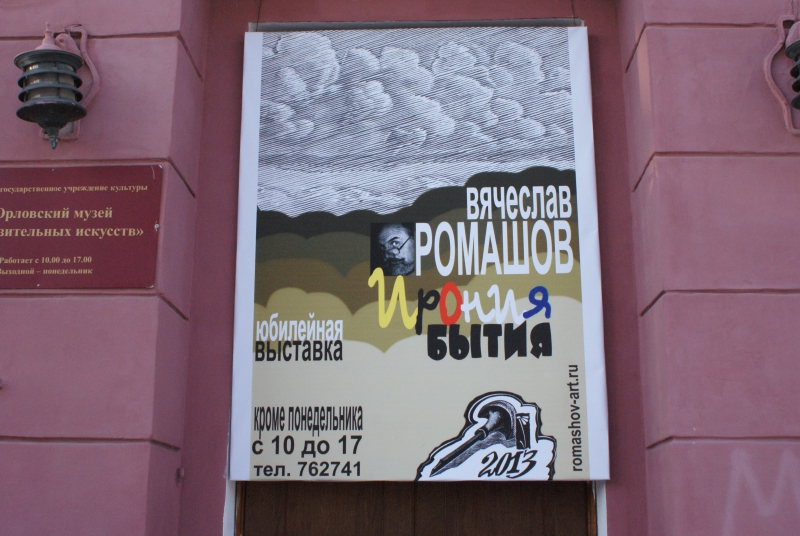 государственное учреждение культуры
Орловский музей
зительных искусств»
Работает с 10.00 до 17.00
Выходной – понедельник
вячеслав
РОМАШОВ
Ирония
БЫТИЯ
юбилейная
выставка
кроме понедельника
с 10 до 17
тел. 762741
2013
romashov-art.ru